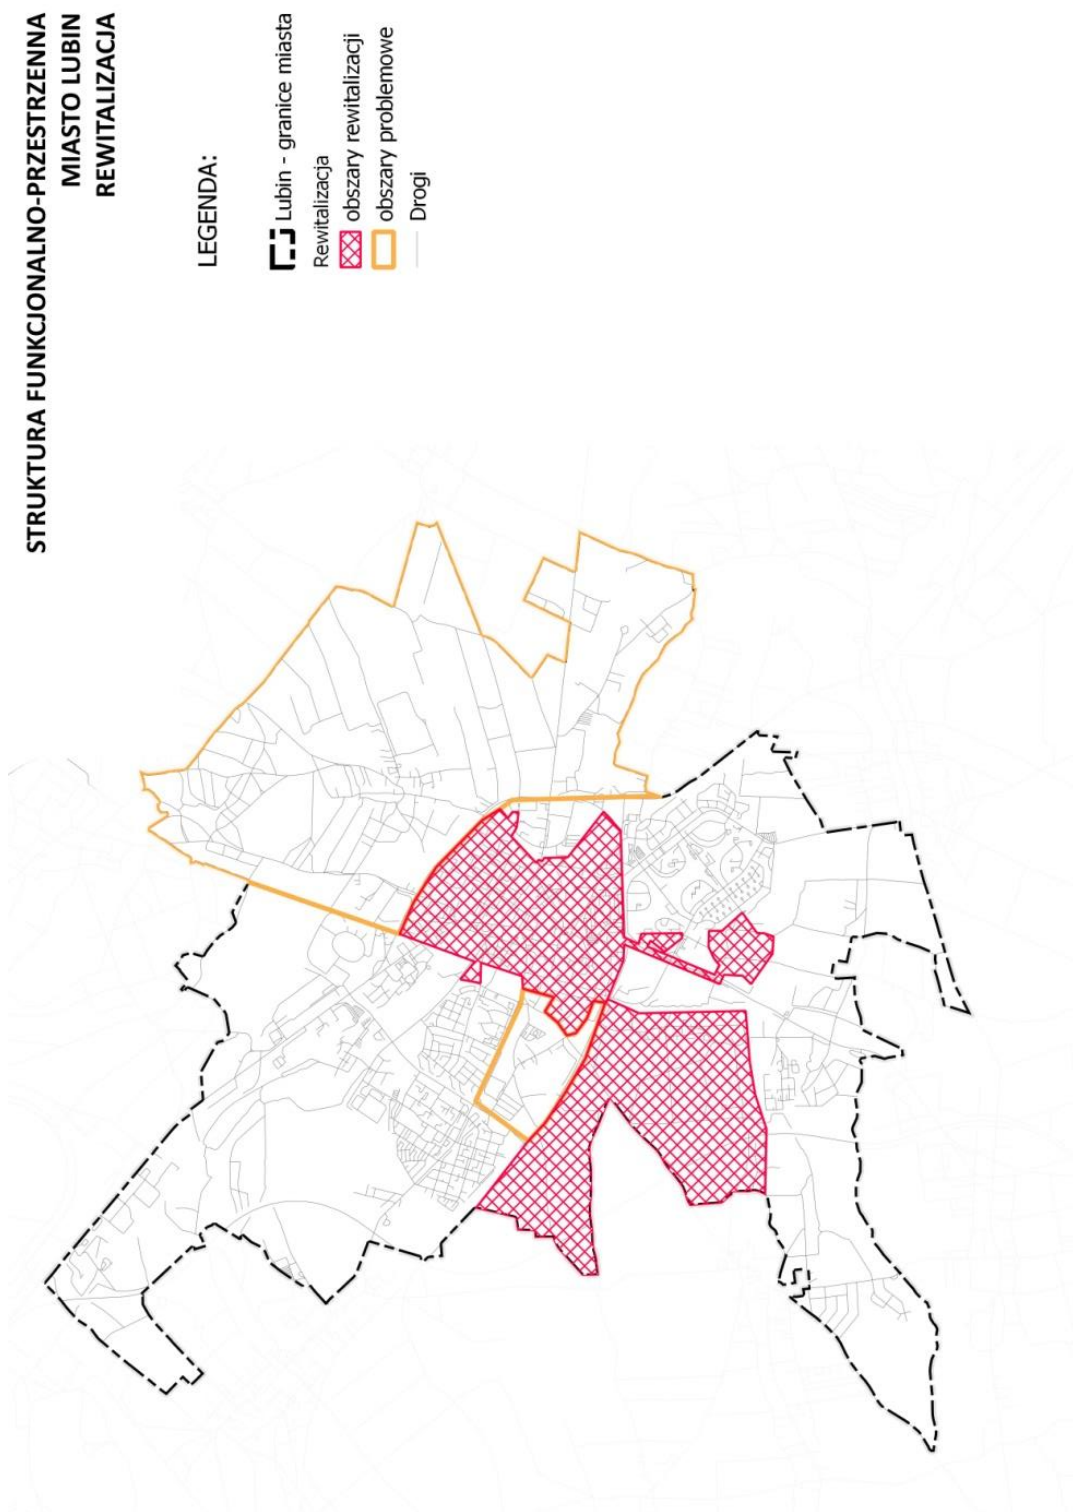 STRUKTURA FUNKCJONALNO-PRZESTRZENNA
MIASTO LUBIN
REWITALIZACJA
LEGENDA:
Lubin - granice miasta
Rewitalizacja
obszary rewitalizacji
obszary problemowe
Drogi